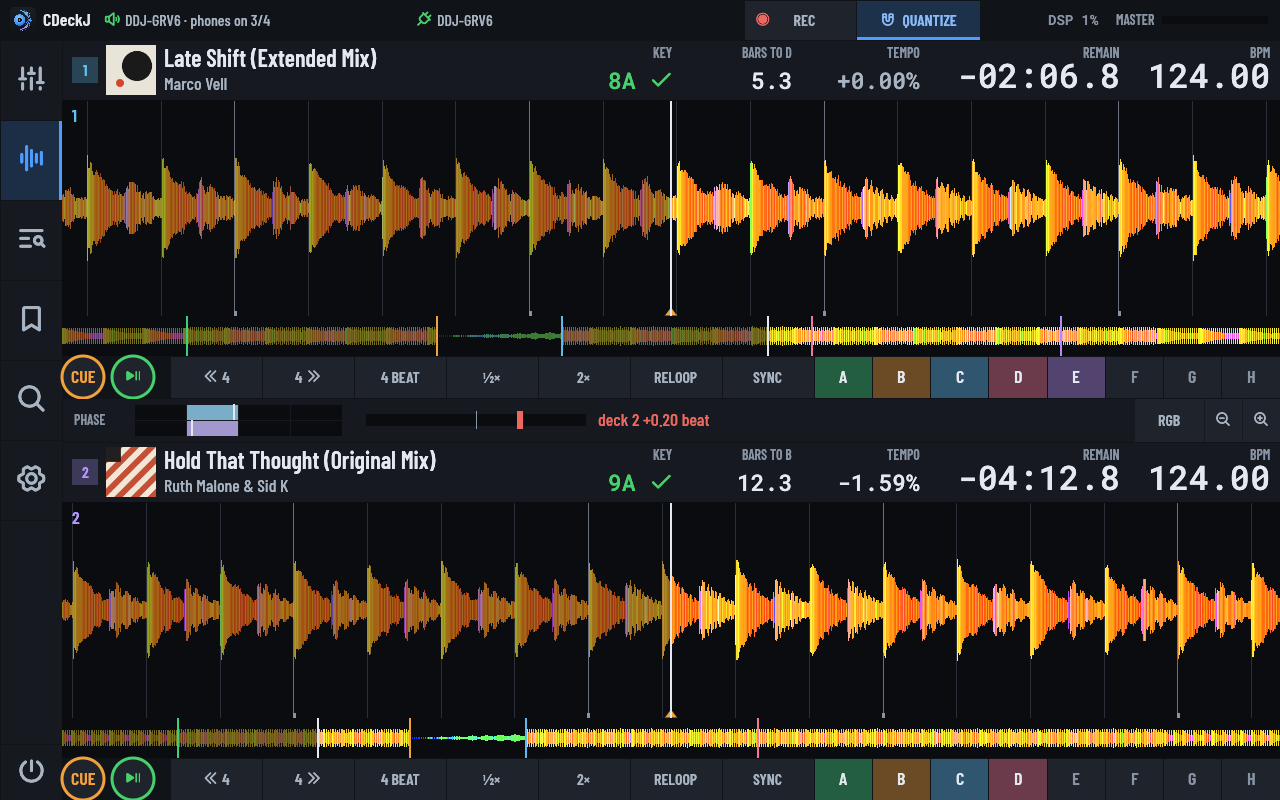 CDeckJ DDJ-GRV6 · phones on 3/4 DDJ-GRV6 REC QUANTIZE DSP 1% MASTER
1 Late Shift (Extended Mix) KEY BARS TO D TEMPO REMAIN BPM
Marco Vell 8A 5.3 +0.00% -02:06.8 124.00
1
CUE 4 4 4 BEAT ½× 2× RELOOP SYNC A B C D E F G H
PHASE deck 2 +0.20 beat RGB
2 Hold That Thought (Original Mix) KEY BARS TO B TEMPO REMAIN BPM
Ruth Malone & Sid K 9A 12.3 -1.59% -04:12.8 124.00
2
CUE 4 4 4 BEAT ½× 2× RELOOP SYNC A B C D E F G H